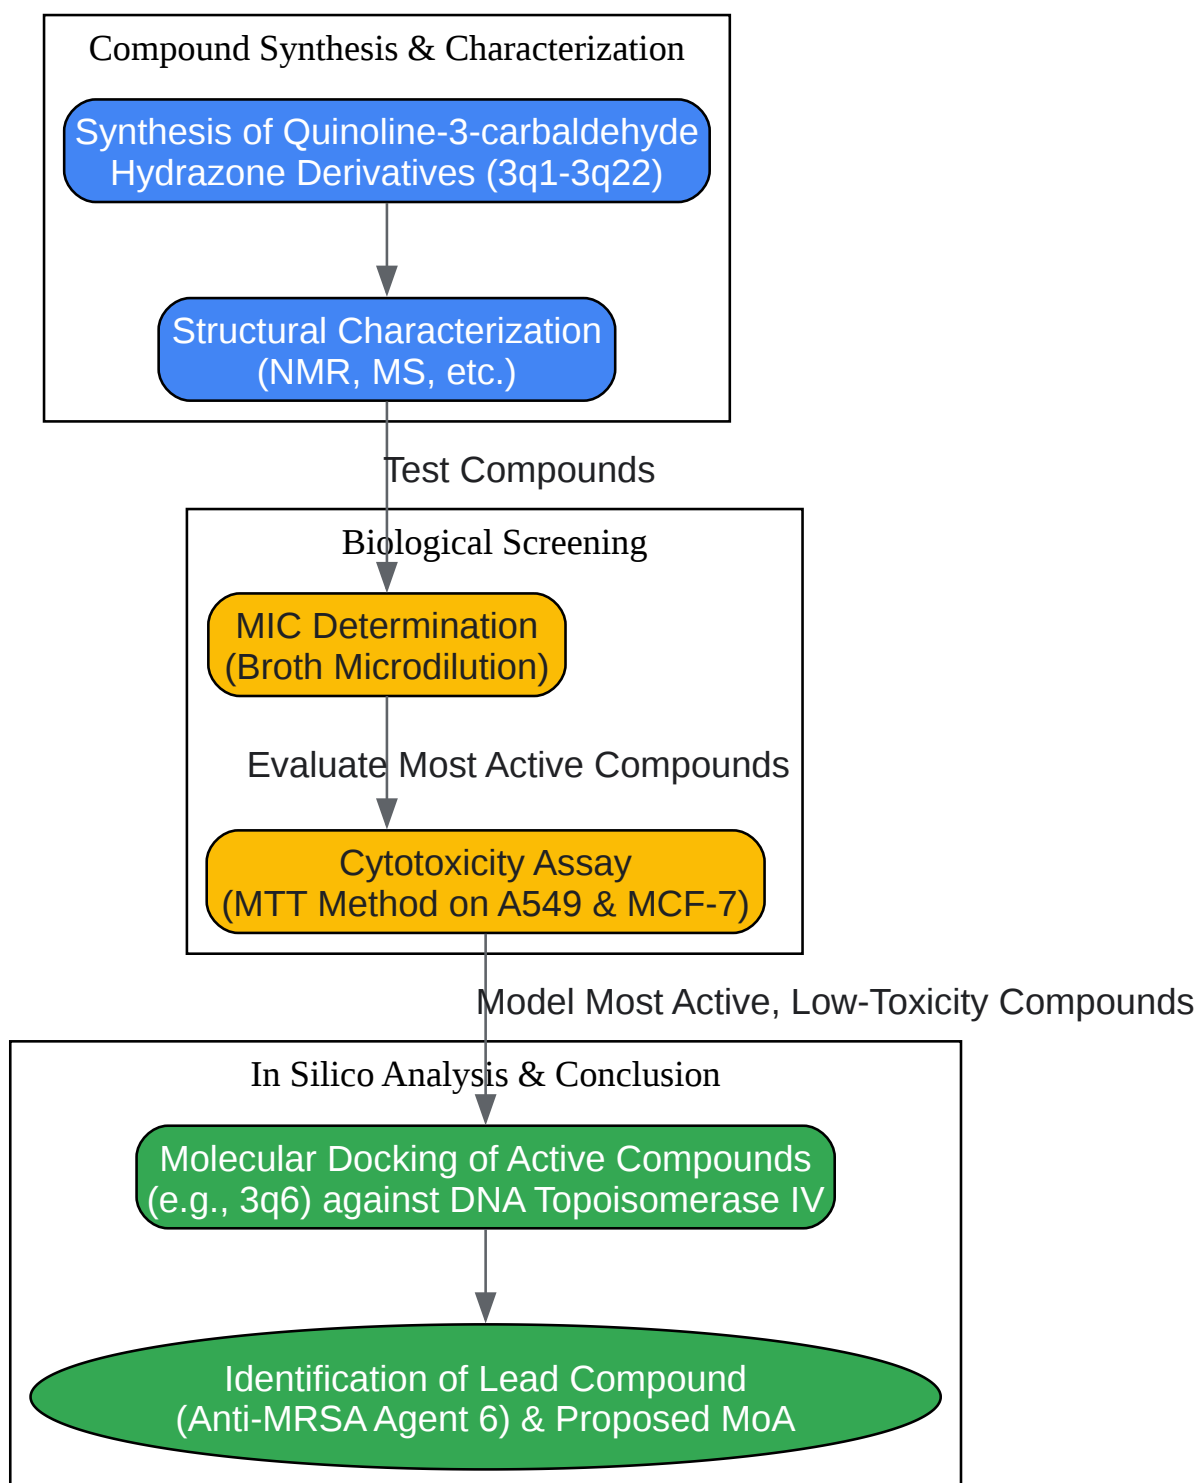 Compound Synthesis & Characterization
Synthesis of Quinoline-3-carbaldehyde
Hydrazone Derivatives (3q1-3q22)
Structural Characterization
(NMR, MS, etc.)
Test Compounds
Biological Screening
MIC Determination
(Broth Microdilution)
Evaluate Most Active Compounds
Cytotoxicity Assay
(MTT Method on A549 & MCF-7)
Model Most Active, Low-Toxicity Compounds
In Silico Analysis & Conclusion
Molecular Docking of Active Compounds
(e.g., 3q6) against DNA Topoisomerase IV
Identification of Lead Compound
(Anti-MRSA Agent 6) & Proposed MoA